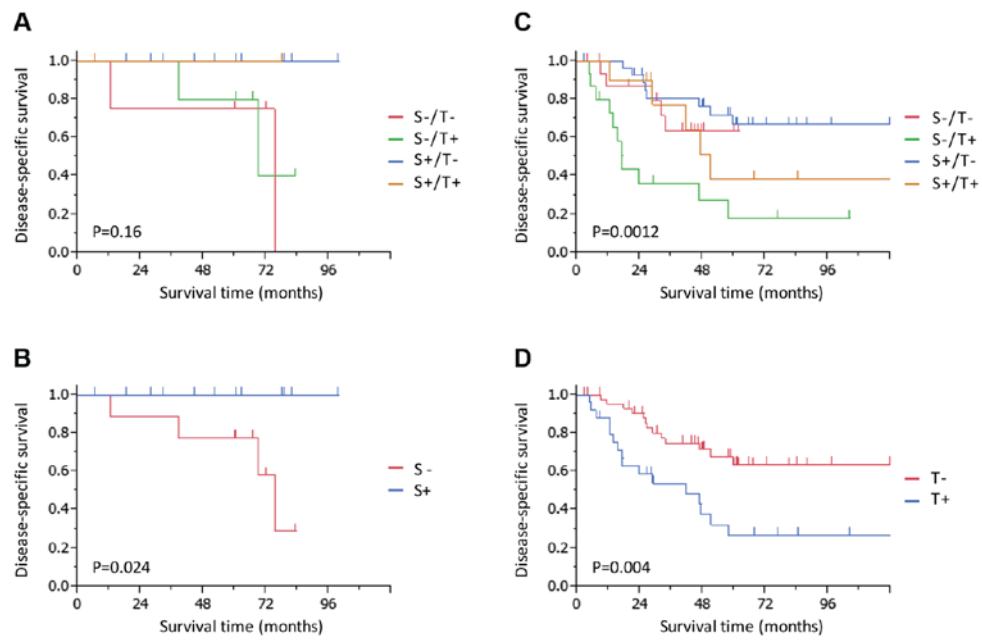 A
Disease-specific survival
1.0
0.8
0.6
0.4
0.2
0.0
P=0.16
0 24 48 72 96
Survival time (months)
S-/T-
S-/T+
S+/T-
S+/T+
C
Disease-specific survival
1.0
0.8
0.6
0.4
0.2
0.0
P=0.0012
0 24 48 72 96
Survival time (months)
S-/T-
S-/T+
S+/T-
S+/T+
B
Disease-specific survival
1.0
0.8
0.6
0.4
0.2
0.0
P=0.024
0 24 48 72 96
Survival time (months)
S -
S+
D
Disease-specific survival
1.0
0.8
0.6
0.4
0.2
0.0
P=0.004
0 24 48 72 96
Survival time (months)
T-
T+